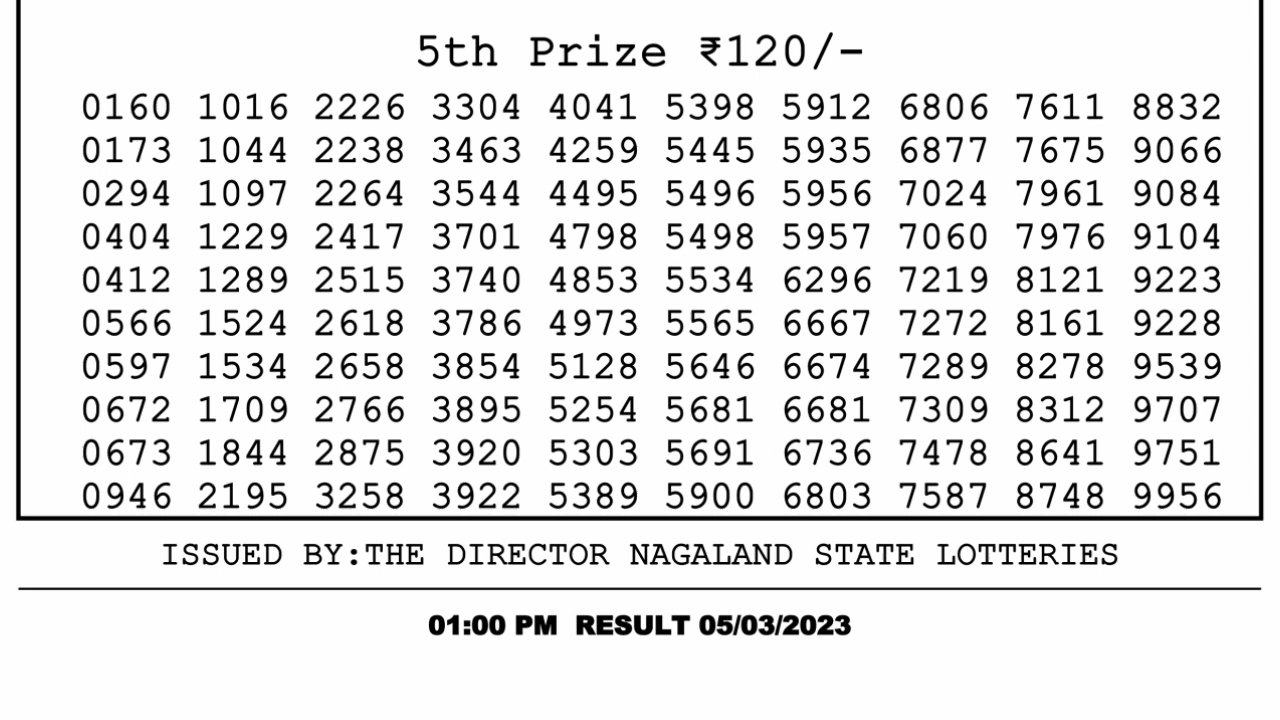 5th Prize ₹120/-
0160 1016 2226 3304 4041 5398 5912 6806 7611 8832
0173 1044 2238 3463 4259 5445 5935 6877 7675 9066
0294 1097 2264 3544 4495 5496 5956 7024 7961 9084
0404 1229 2417 3701 4798 5498 5957 7060 7976 9104
0412 1289 2515 3740 4853 5534 6296 7219 8121 9223
0566 1524 2618 3786 4973 5565 6667 7272 8161 9228
0597 1534 2658 3854 5128 5646 6674 7289 8278 9539
0672 1709 2766 3895 5254 5681 6681 7309 8312 9707
0673 1844 2875 3920 5303 5691 6736 7478 8641 9751
0946 2195 3258 3922 5389 5900 6803 7587 8748 9956
ISSUED BY:THE DIRECTOR NAGALAND STATE LOTTERIES
01:00 PM RESULT 05/03/2023